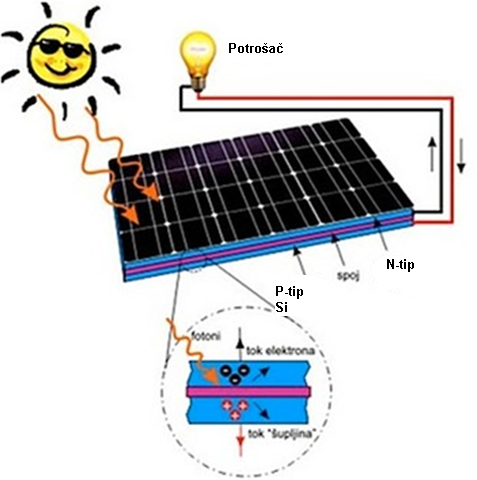 Potrošač
N-tip
spoj
P-tip
Si
fotoni
tok elektrona
tok "šupljina"